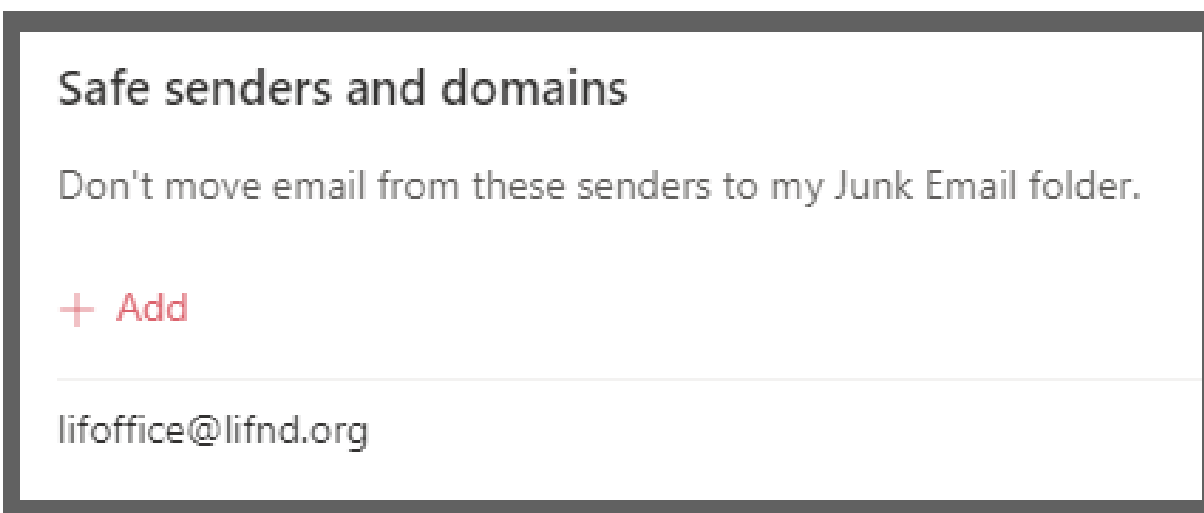 Safe senders and domains
Don't move email from these senders to my Junk Email folder.
+ Add
lifoffice@lifnd.org